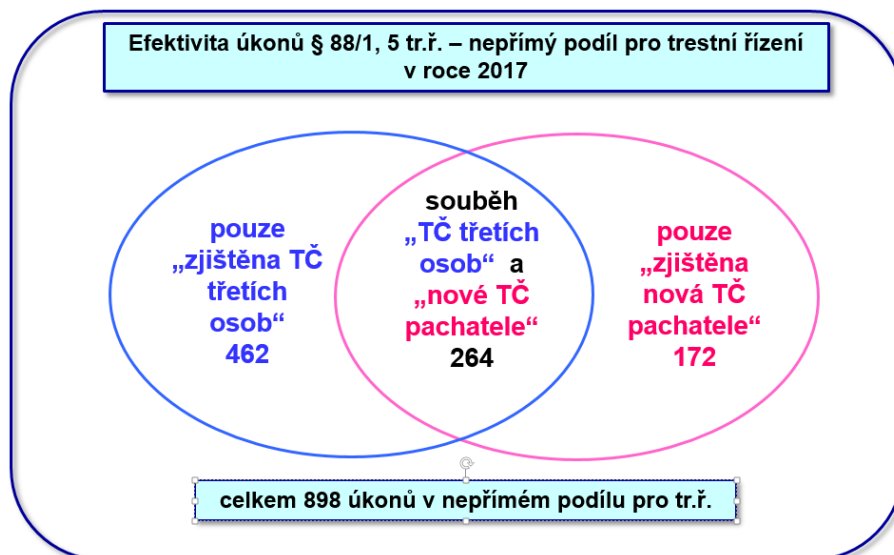 Efektivita úkonů § 88/1, 5 tr.ř. – nepřímý podíl pro trestní řízení
v roce 2017
pouze
„zjištěna TČ
třetích
osob“
462
souběh
„TČ třetích
osob“ a
„nové TČ
pachatele“
264
pouze
„zjištěna
nová TČ
pachatele“
172
celkem 898 úkonů v nepřímém podílu pro tr.ř.